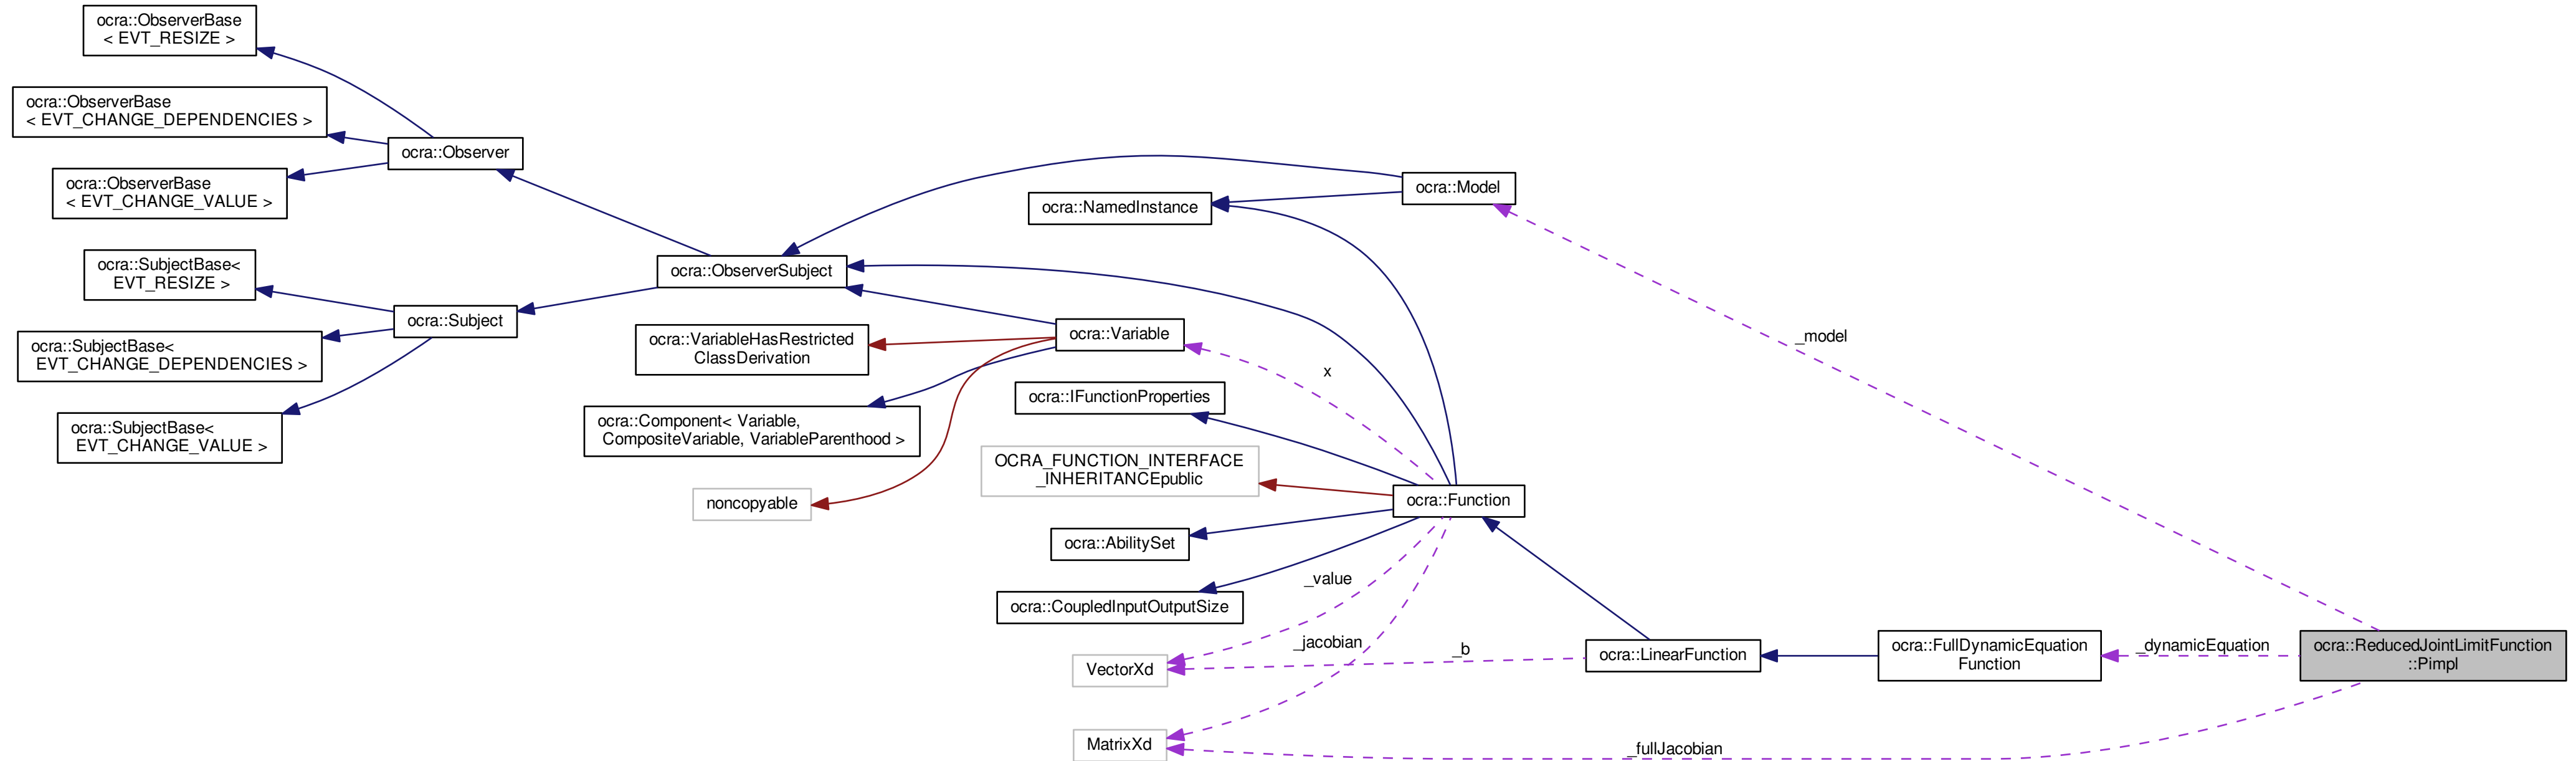 ocra::ObserverBase
< EVT_RESIZE >
ocra::ObserverBase
< EVT_CHANGE_DEPENDENCIES >
ocra::Observer
ocra::ObserverBase
< EVT_CHANGE_VALUE >
ocra::SubjectBase<
EVT_RESIZE >
ocra::Subject
ocra::SubjectBase<
EVT_CHANGE_DEPENDENCIES >
ocra::SubjectBase<
EVT_CHANGE_VALUE >
ocra::ObserverSubject
ocra::VariableHasRestricted
ClassDerivation
ocra::Component< Variable,
CompositeVariable, VariableParenthood >
noncopyable
ocra::Model
ocra::NamedInstance
ocra::Variable
x
ocra::IFunctionProperties
OCRA_FUNCTION_INTERFACE
_INHERITANCEpublic
ocra::Function
ocra::AbilitySet
_value
ocra::CoupledInputOutputSize
_jacobian
VectorXd
_b
MatrixXd
ocra::LinearFunction
ocra::FullDynamicEquation
Function
_model
_dynamicEquation
ocra::ReducedJointLimitFunction
::Pimpl
_fullJacobian